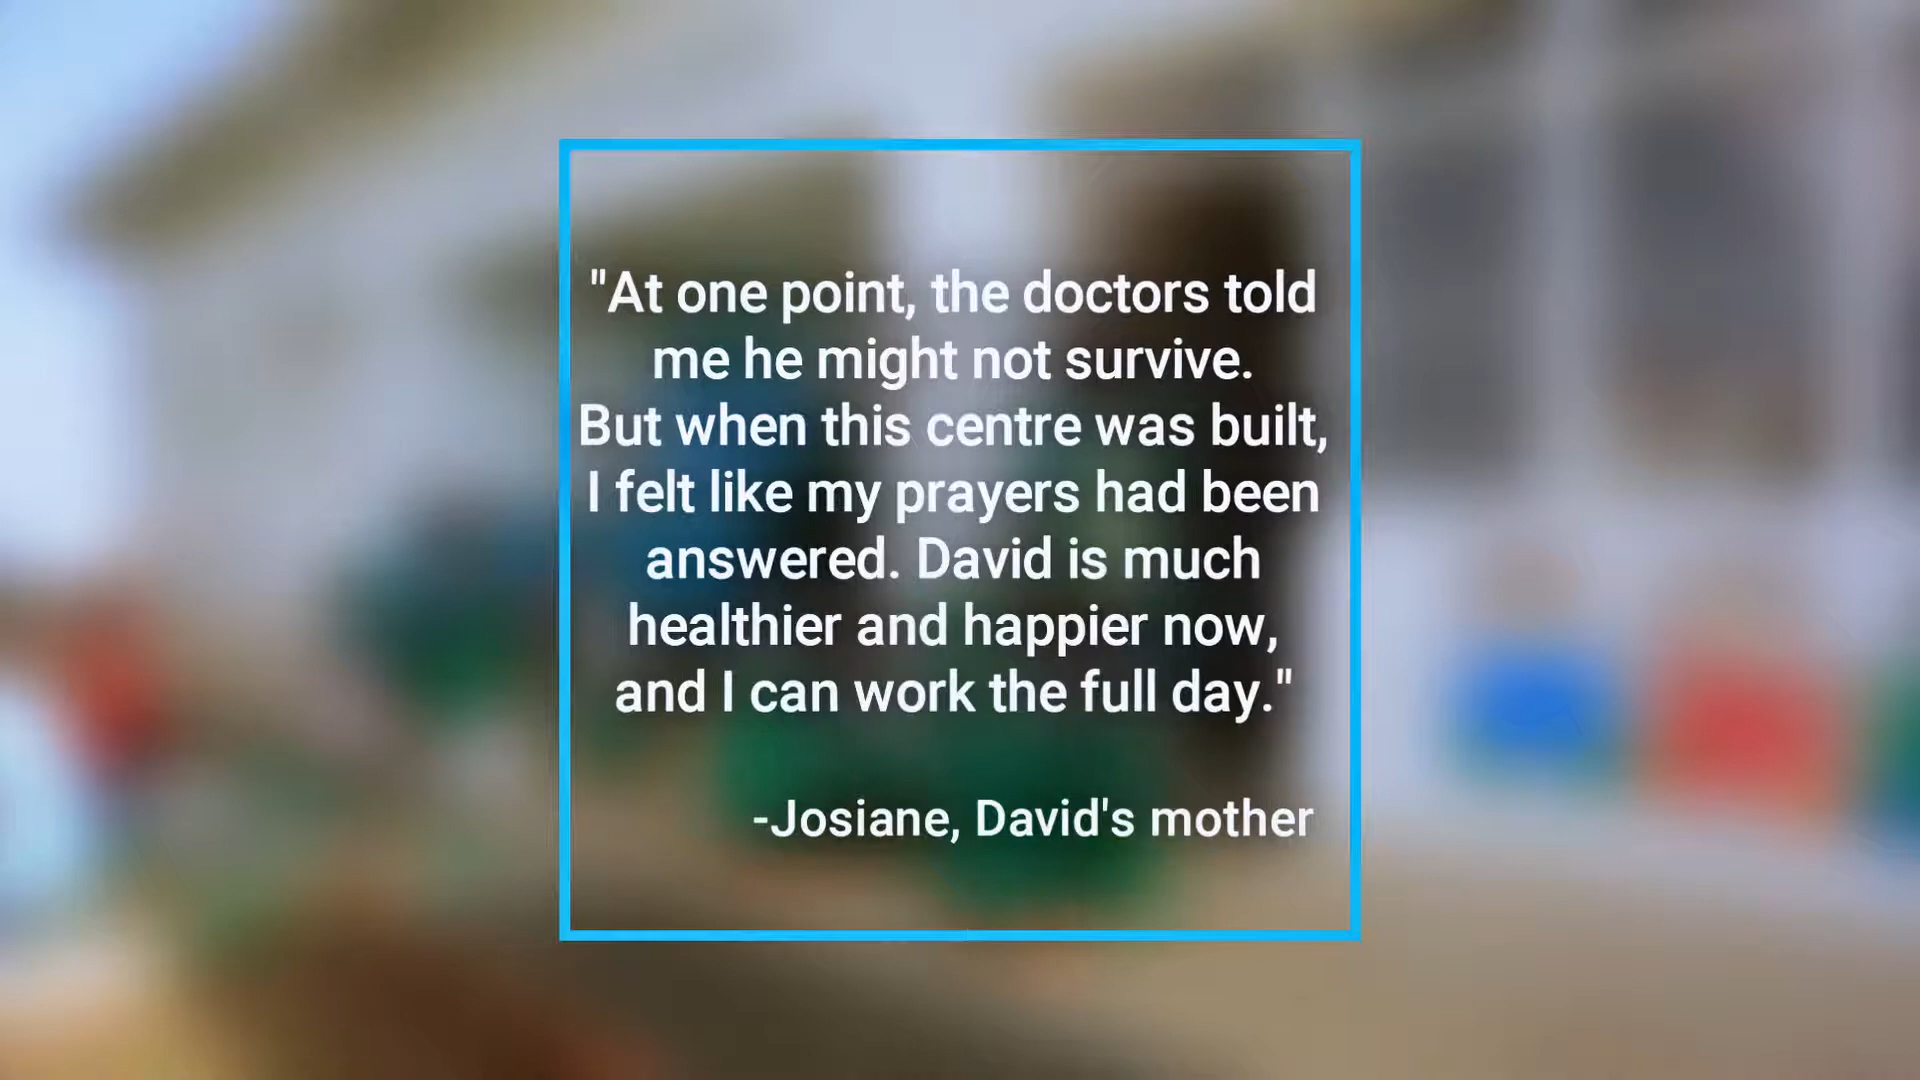 "At one point, the doctors told
me he might not survive.
But when this centre was built,
I felt like my prayers had been
answered. David is much
healthier and happier now,
and I can work the full day."
-Josiane, David's mother